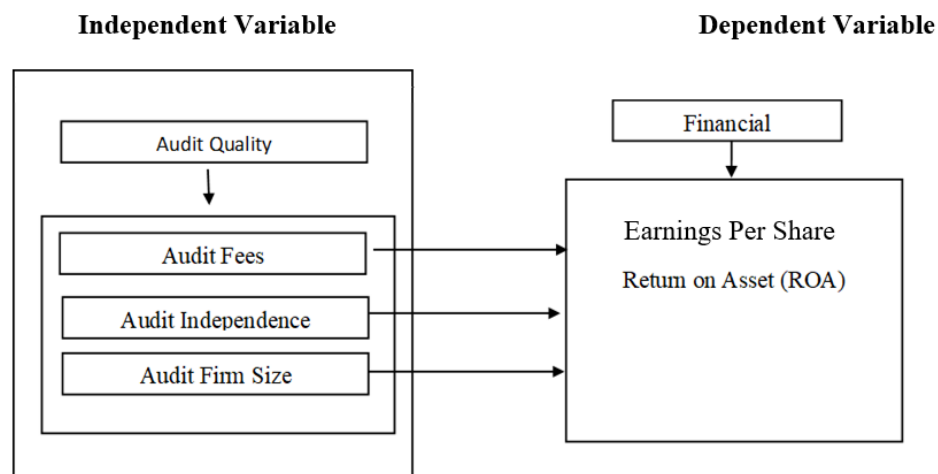 Independent Variable
Dependent Variable
Audit Quality
Audit Fees
Audit Independence
Audit Firm Size
Financial
Earnings Per Share
Return on Asset (ROA)